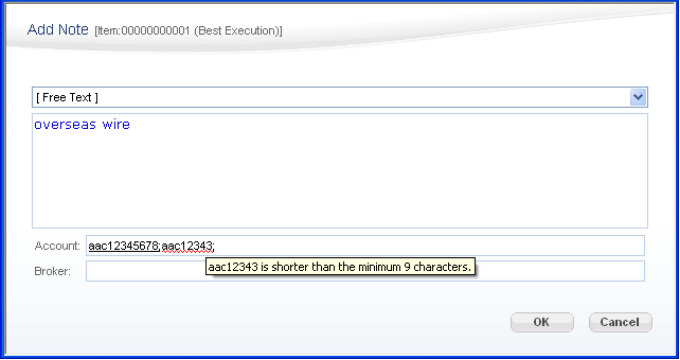 Add Note [Item:00000000001 (Best Execution)]
[ Free Text ]
overseas wire
Account: aac12345678;aac12343;
aac12343 is shorter than the minimum 9 characters.
Broker:
OK Cancel